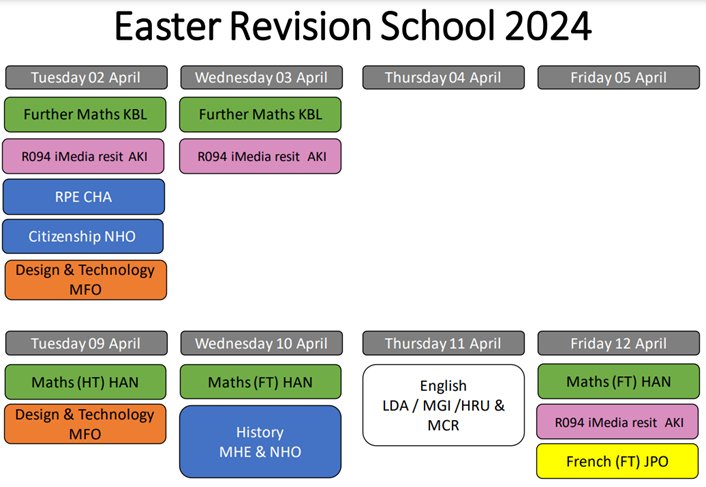 Easter Revision School 2024
Tuesday 02 April
Wednesday 03 April
Thursday 04 April
Friday 05 April
Further Maths KBL
Further Maths KBL
R094 iMedia resit AKI
R094 iMedia resit AKI
RPE CHA
Citizenship NHO
Design & Technology
MFO
Tuesday 09 April
Wednesday 10 April
Thursday 11 April
Friday 12 April
Maths (HT) HAN
Maths (FT) HAN
English
LDA / MGI /HRU &
MCR
Maths (FT) HAN
Design & Technology
MFO
History
MHE & NHO
R094 iMedia resit AKI
French (FT) JPO